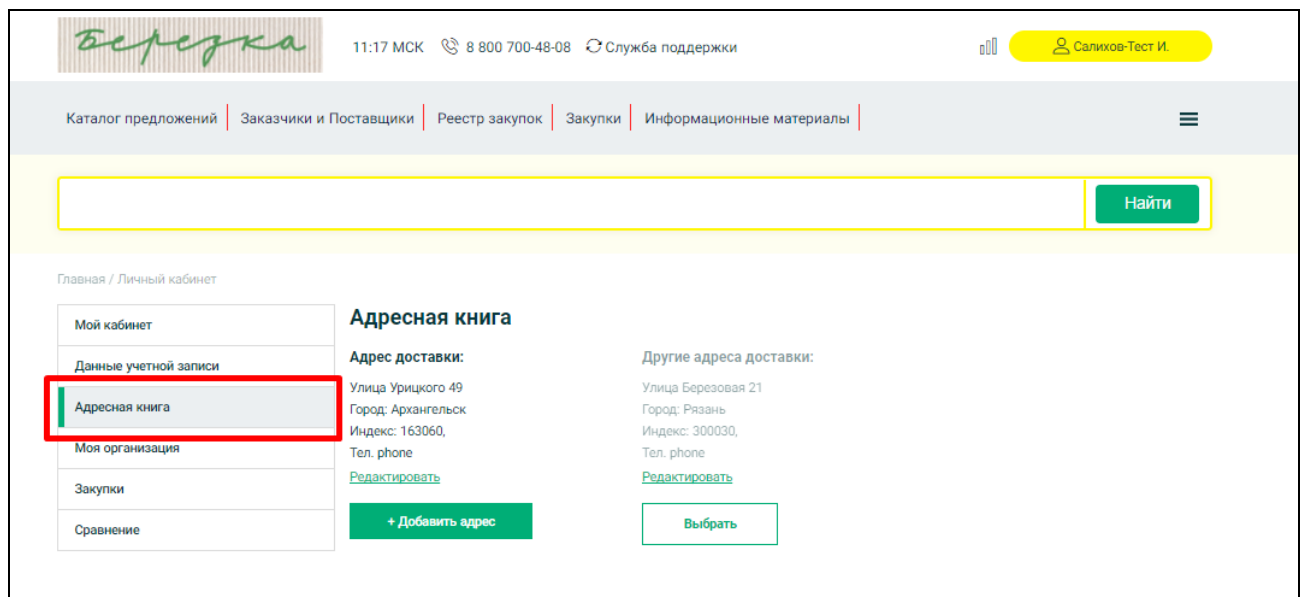 Березка
11:17 МСК 8 800 700-48-08 Служба поддержки Салихов-Тест И.
Каталог предложений Заказчики и Поставщики Реестр закупок Закупки Информационные материалы
Найти
Главная / Личный кабинет
Мой кабинет
Данные учетной записи
Адресная книга
Моя организация
Закупки
Сравнение
Адресная книга
Адрес доставки:
Улица Урицкого 49
Город: Архангельск
Индекс: 163060,
Тел. phone
Редактировать
+ Добавить адрес
Другие адреса доставки:
Улица Березовая 21
Город: Рязань
Индекс: 300030,
Тел. phone
Редактировать
Выбрать